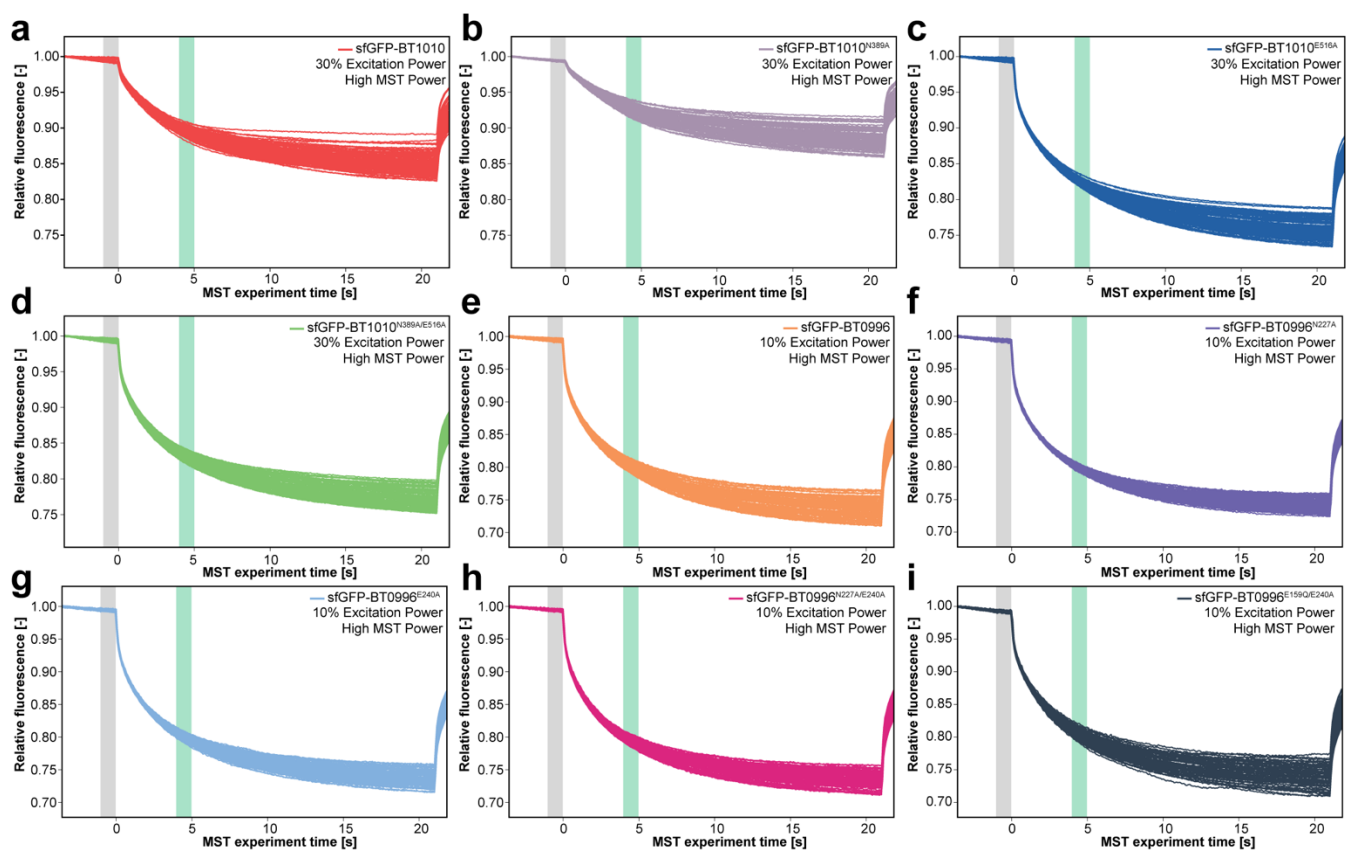 a
sfGFP-BT1010
30% Excitation Power
High MST Power
Relative fluorescence [-]
1.00
0.95
0.90
0.85
0.80
0.75
0
5
10
15
20
MST experiment time [s]
b
sfGFP-BT1010N389A
30% Excitation Power
High MST Power
Relative fluorescence [-]
1.00
0.95
0.90
0.85
0.80
0.75
0
5
10
15
20
MST experiment time [s]
c
sfGFP-BT1010E516A
30% Excitation Power
High MST Power
Relative fluorescence [-]
1.00
0.95
0.90
0.85
0.80
0.75
0
5
10
15
20
MST experiment time [s]
d
sfGFP-BT1010N389A/E516A
30% Excitation Power
High MST Power
Relative fluorescence [-]
1.00
0.95
0.90
0.85
0.80
0.75
0
5
10
15
20
MST experiment time [s]
e
sfGFP-BT0996
10% Excitation Power
High MST Power
Relative fluorescence [-]
1.00
0.95
0.90
0.85
0.80
0.75
0.70
0
5
10
15
20
MST experiment time [s]
f
sfGFP-BT0996N227A
10% Excitation Power
High MST Power
Relative fluorescence [-]
1.00
0.95
0.90
0.85
0.80
0.75
0.70
0
5
10
15
20
MST experiment time [s]
g
sfGFP-BT0996E240A
10% Excitation Power
High MST Power
Relative fluorescence [-]
1.00
0.95
0.90
0.85
0.80
0.75
0.70
0
5
10
15
20
MST experiment time [s]
h
sfGFP-BT0996N227A/E240A
10% Excitation Power
High MST Power
Relative fluorescence [-]
1.00
0.95
0.90
0.85
0.80
0.75
0.70
0
5
10
15
20
MST experiment time [s]
i
sfGFP-BT0996E159Q/E240A
10% Excitation Power
High MST Power
Relative fluorescence [-]
1.00
0.95
0.90
0.85
0.80
0.75
0.70
0
5
10
15
20
MST experiment time [s]